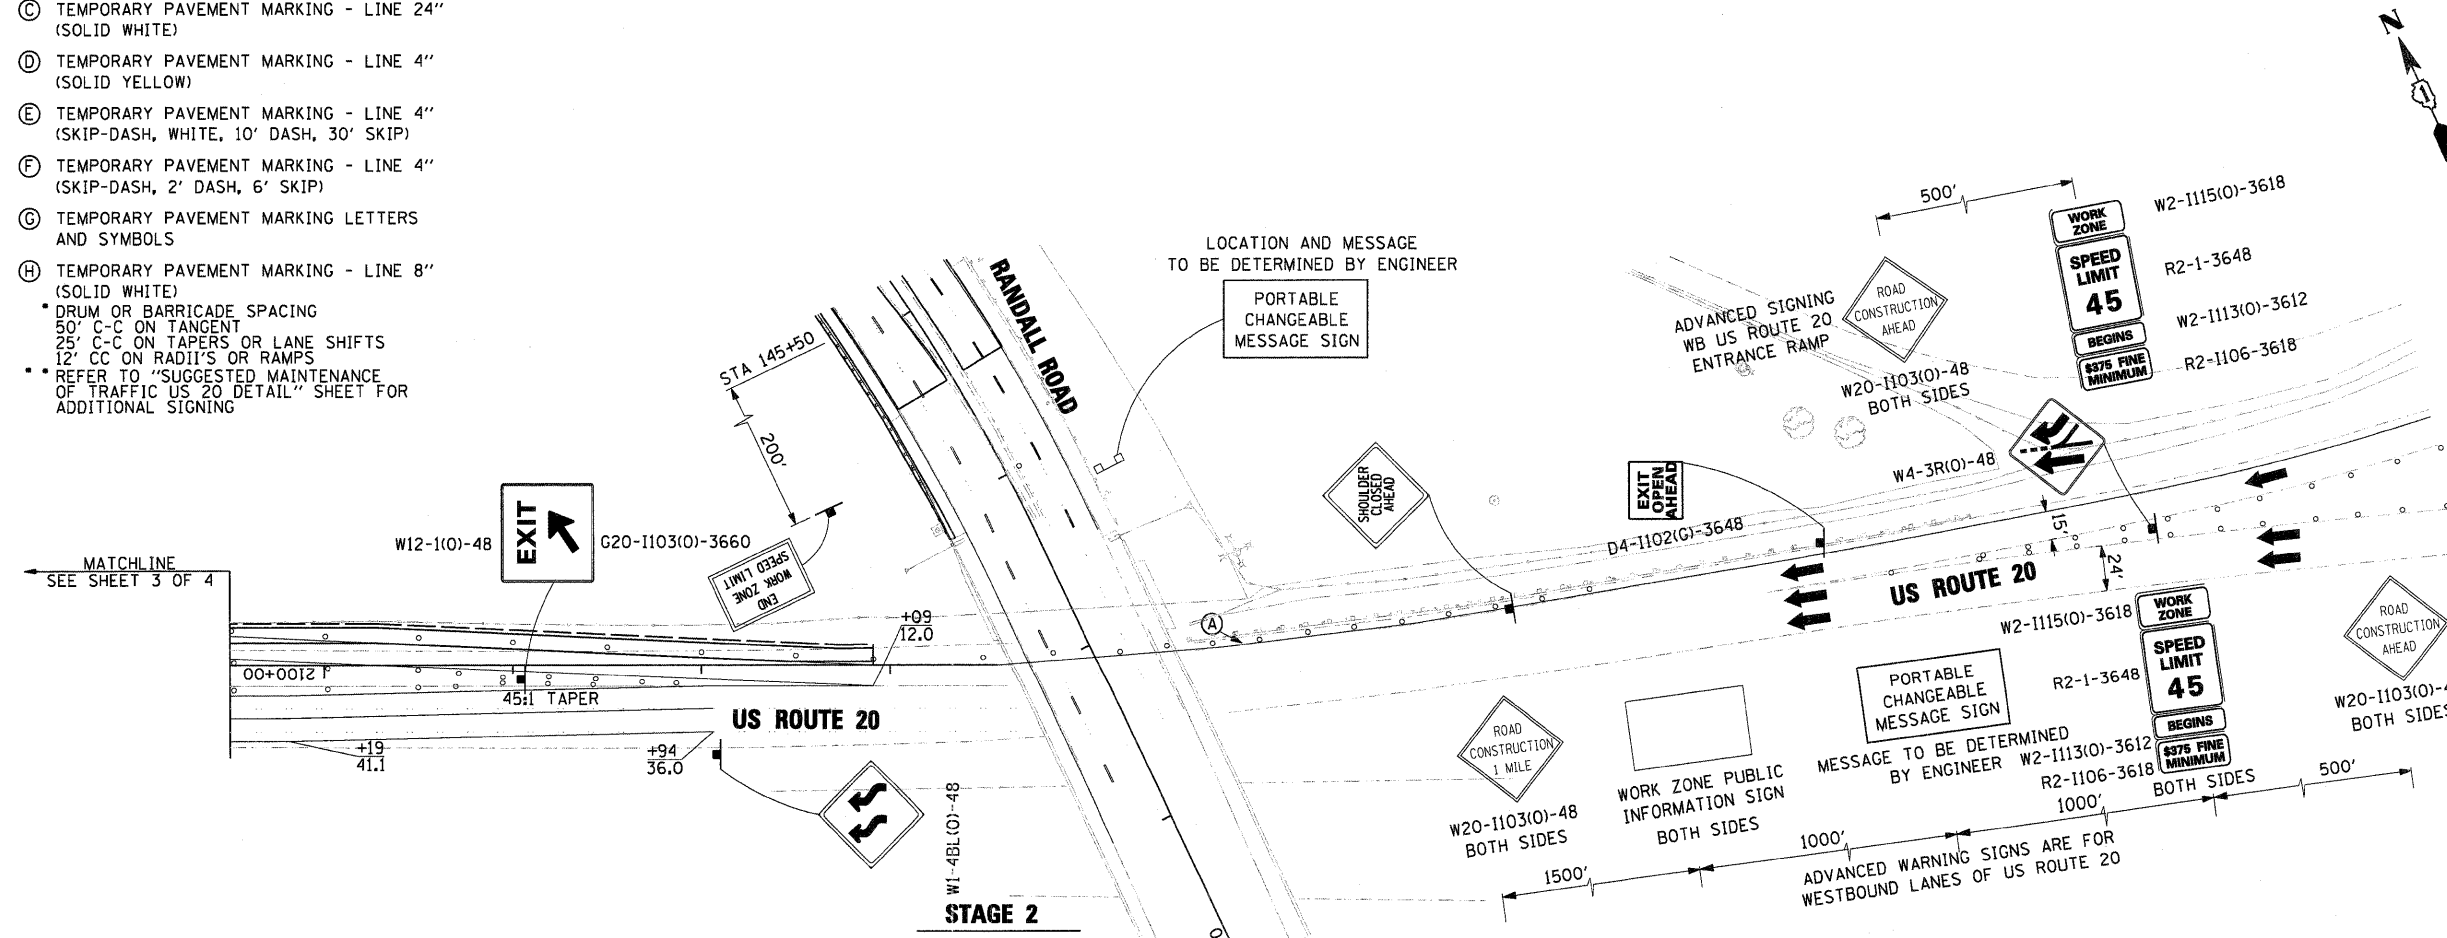 Ⓒ TEMPORARY PAVEMENT MARKING - LINE 24"
(SOLID WHITE)
Ⓓ TEMPORARY PAVEMENT MARKING - LINE 4"
(SOLID YELLOW)
Ⓔ TEMPORARY PAVEMENT MARKING - LINE 4"
(SKIP-DASH, WHITE, 10' DASH, 30' SKIP)
Ⓕ TEMPORARY PAVEMENT MARKING - LINE 4"
(SKIP-DASH, 2' DASH, 6' SKIP)
Ⓖ TEMPORARY PAVEMENT MARKING LETTERS
AND SYMBOLS
Ⓗ TEMPORARY PAVEMENT MARKING - LINE 8"
(SOLID WHITE)
* DRUM OR BARRICADE SPACING
50' C-C ON TANGENT
25' C-C ON TAPERS OR LANE SHIFTS
12' CC ON RADII'S OR RAMPS
** REFER TO "SUGGESTED MAINTENANCE
OF TRAFFIC US 20 DETAIL" SHEET FOR
ADDITIONAL SIGNING
MATCHLINE
SEE SHEET 3 OF 4
W12-1(O)-48
EXIT
G20-I103(O)-3660
END
WORK ZONE
SPEED LIMIT
STA 145+50
200'
RANDALL ROAD
LOCATION AND MESSAGE
TO BE DETERMINED BY ENGINEER
PORTABLE
CHANGEABLE
MESSAGE SIGN
+09
12.0
2100+00
45:1 TAPER
US ROUTE 20
+19
41.1
+94
36.0
W1-4BL(O)-48
STAGE 2
Ⓐ
SHOULDER
CLOSED
AHEAD
EXIT
OPEN
AHEAD
D4-I102(G)-3648
ADVANCED SIGNING
WB US ROUTE 20
ENTRANCE RAMP
ROAD
CONSTRUCTION
AHEAD
W20-I103(O)-48
BOTH SIDES
500'
WORK
ZONE
SPEED
LIMIT
45
BEGINS
$375 FINE
MINIMUM
W2-I115(O)-3618
R2-1-3648
W2-I113(O)-3612
R2-I106-3618
W4-3R(O)-48
15'
24'
US ROUTE 20
N
1
ROAD
CONSTRUCTION
1 MILE
W20-I103(O)-48
BOTH SIDES
WORK ZONE PUBLIC
INFORMATION SIGN
BOTH SIDES
PORTABLE
CHANGEABLE
MESSAGE SIGN
MESSAGE TO BE DETERMINED
BY ENGINEER
W2-I115(O)-3618
R2-1-3648
W2-I113(O)-3612
R2-I106-3618
WORK
ZONE
SPEED
LIMIT
45
BEGINS
$375 FINE
MINIMUM
BOTH SIDES
ROAD
CONSTRUCTION
AHEAD
W20-I103(O)-4
BOTH SIDES
1500'
1000'
1000'
500'
ADVANCED WARNING SIGNS ARE FOR
WESTBOUND LANES OF US ROUTE 20